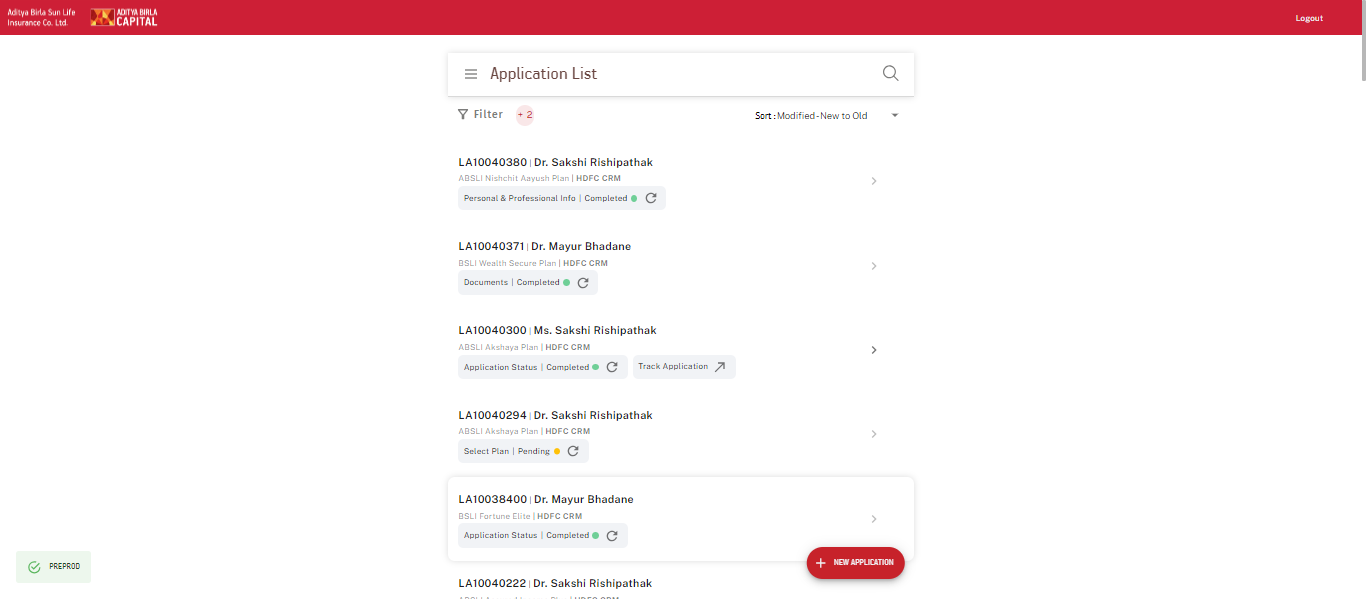 Aditya Birla Sun Life
Insurance Co. Ltd.
ADITYA BIRLA
CAPITAL
Logout
Application List
Filter + 2
Sort : Modified - New to Old
LA10040380 | Dr. Sakshi Rishipathak
ABSLI Nishchit Aayush Plan | HDFC CRM
Personal & Professional Info | Completed
LA10040371 | Dr. Mayur Bhadane
BSLI Wealth Secure Plan | HDFC CRM
Documents | Completed
LA10040300 | Ms. Sakshi Rishipathak
ABSLI Akshaya Plan | HDFC CRM
Application Status | Completed Track Application
LA10040294 | Dr. Sakshi Rishipathak
ABSLI Akshaya Plan | HDFC CRM
Select Plan | Pending
LA10038400 | Dr. Mayur Bhadane
BSLI Fortune Elite | HDFC CRM
Application Status | Completed
NEW APPLICATION
PREPROD
LA10040222 | Dr. Sakshi Rishipathak